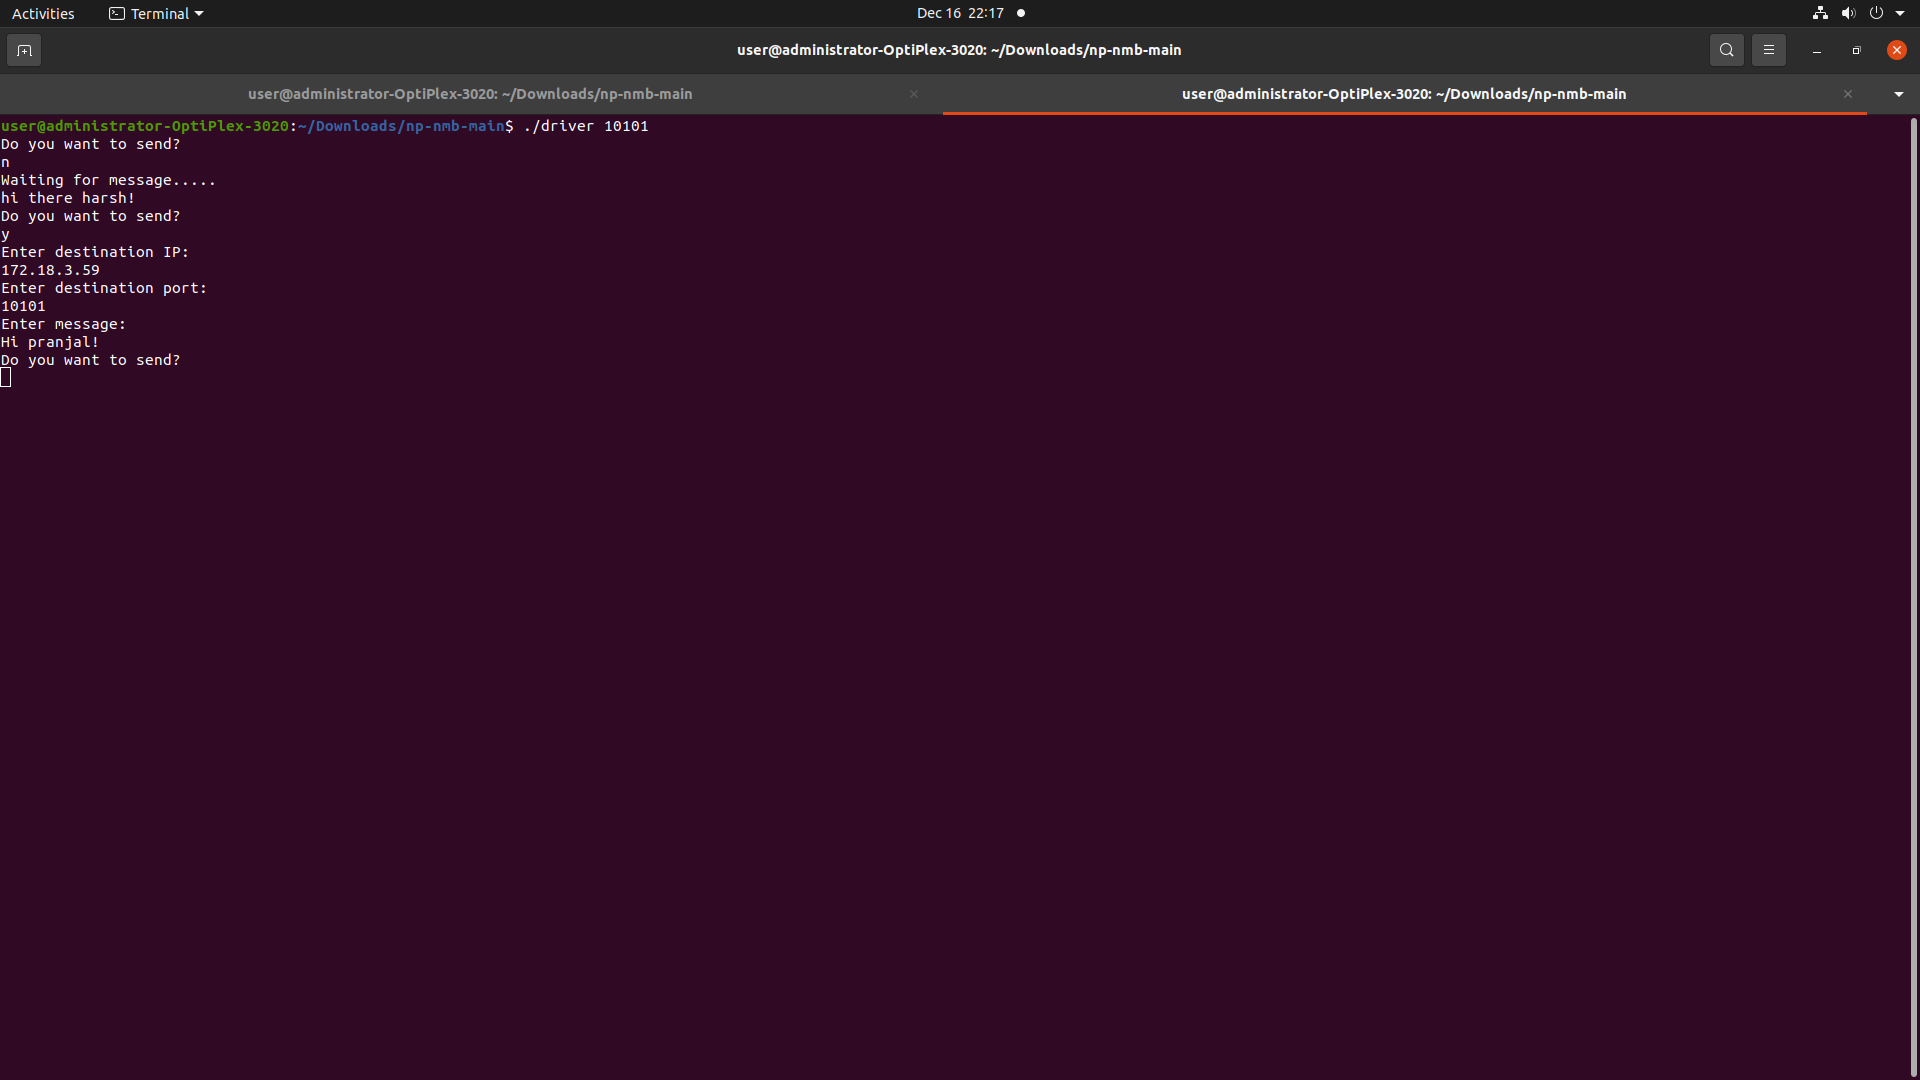 Activities Terminal Dec 16 22:17
user@administrator-OptiPlex-3020: ~/Downloads/np-nmb-main
user@administrator-OptiPlex-3020: ~/Downloads/np-nmb-main user@administrator-OptiPlex-3020: ~/Downloads/np-nmb-main
user@administrator-OptiPlex-3020:~/Downloads/np-nmb-main$ ./driver 10101
Do you want to send?
n
Waiting for message.....
hi there harsh!
Do you want to send?
y
Enter destination IP:
172.18.3.59
Enter destination port:
10101
Enter message:
Hi pranjal!
Do you want to send?